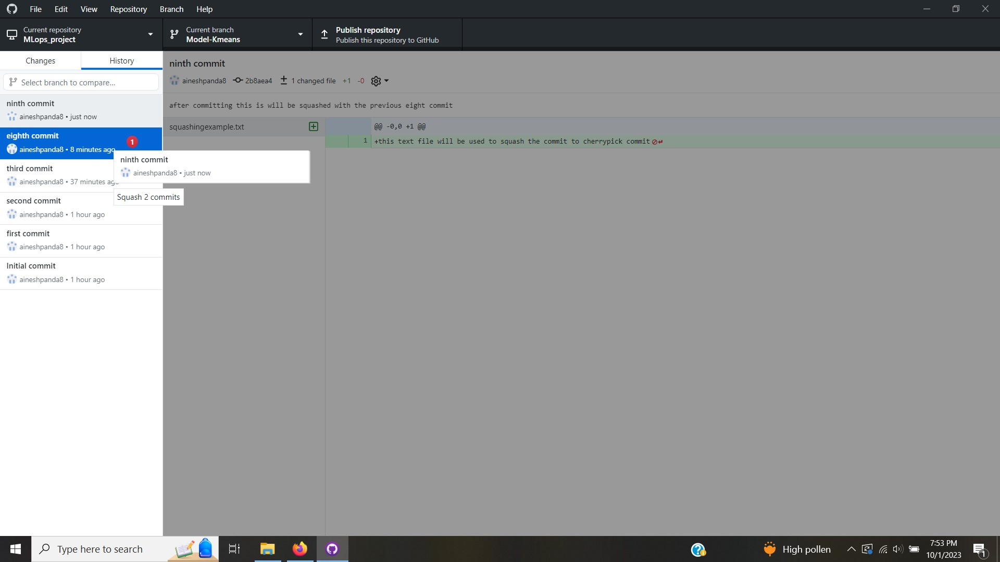 File Edit View Repository Branch Help
Current repository
MLops_project
Current branch
Model-Kmeans
Publish repository
Publish this repository to GitHub
Changes
History
Select branch to compare...
ninth commit
aineshpanda8 • just now
eighth commit
aineshpanda8 • 8 minutes ago
1
third commit
aineshpanda8 • 37 minutes ago
second commit
aineshpanda8 • 1 hour ago
first commit
aineshpanda8 • 1 hour ago
Initial commit
aineshpanda8 • 1 hour ago
ninth commit
aineshpanda8 • just now
Squash 2 commits
ninth commit
aineshpanda8 2b8aea4 1 changed file +1 -0
after committing this is will be squashed with the previous eight commit
squashingexample.txt
@@ -0,0 +1 @@
1 +this text file will be used to squash the commit to cherrypick commit
Type here to search
High pollen
7:53 PM
10/1/2023
1